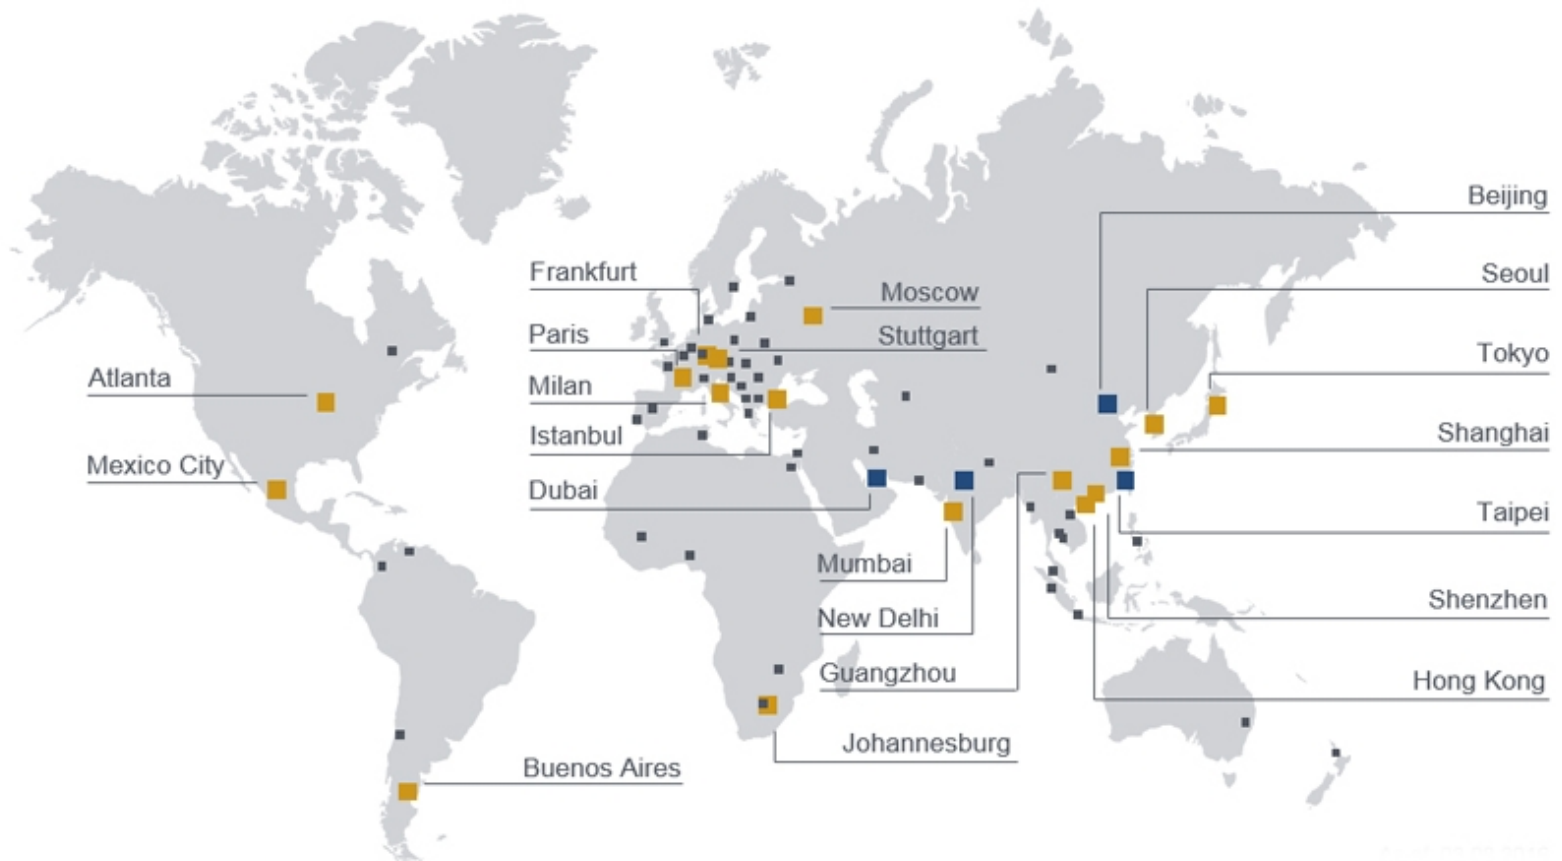 Beijing
Frankfurt
Seoul
Moscow
Paris
Stuttgart
Tokyo
Atlanta
Milan
Istanbul
Shanghai
Mexico City
Dubai
Taipei
Mumbai
New Delhi
Shenzhen
Guangzhou
Hong Kong
Johannesburg
Buenos Aires